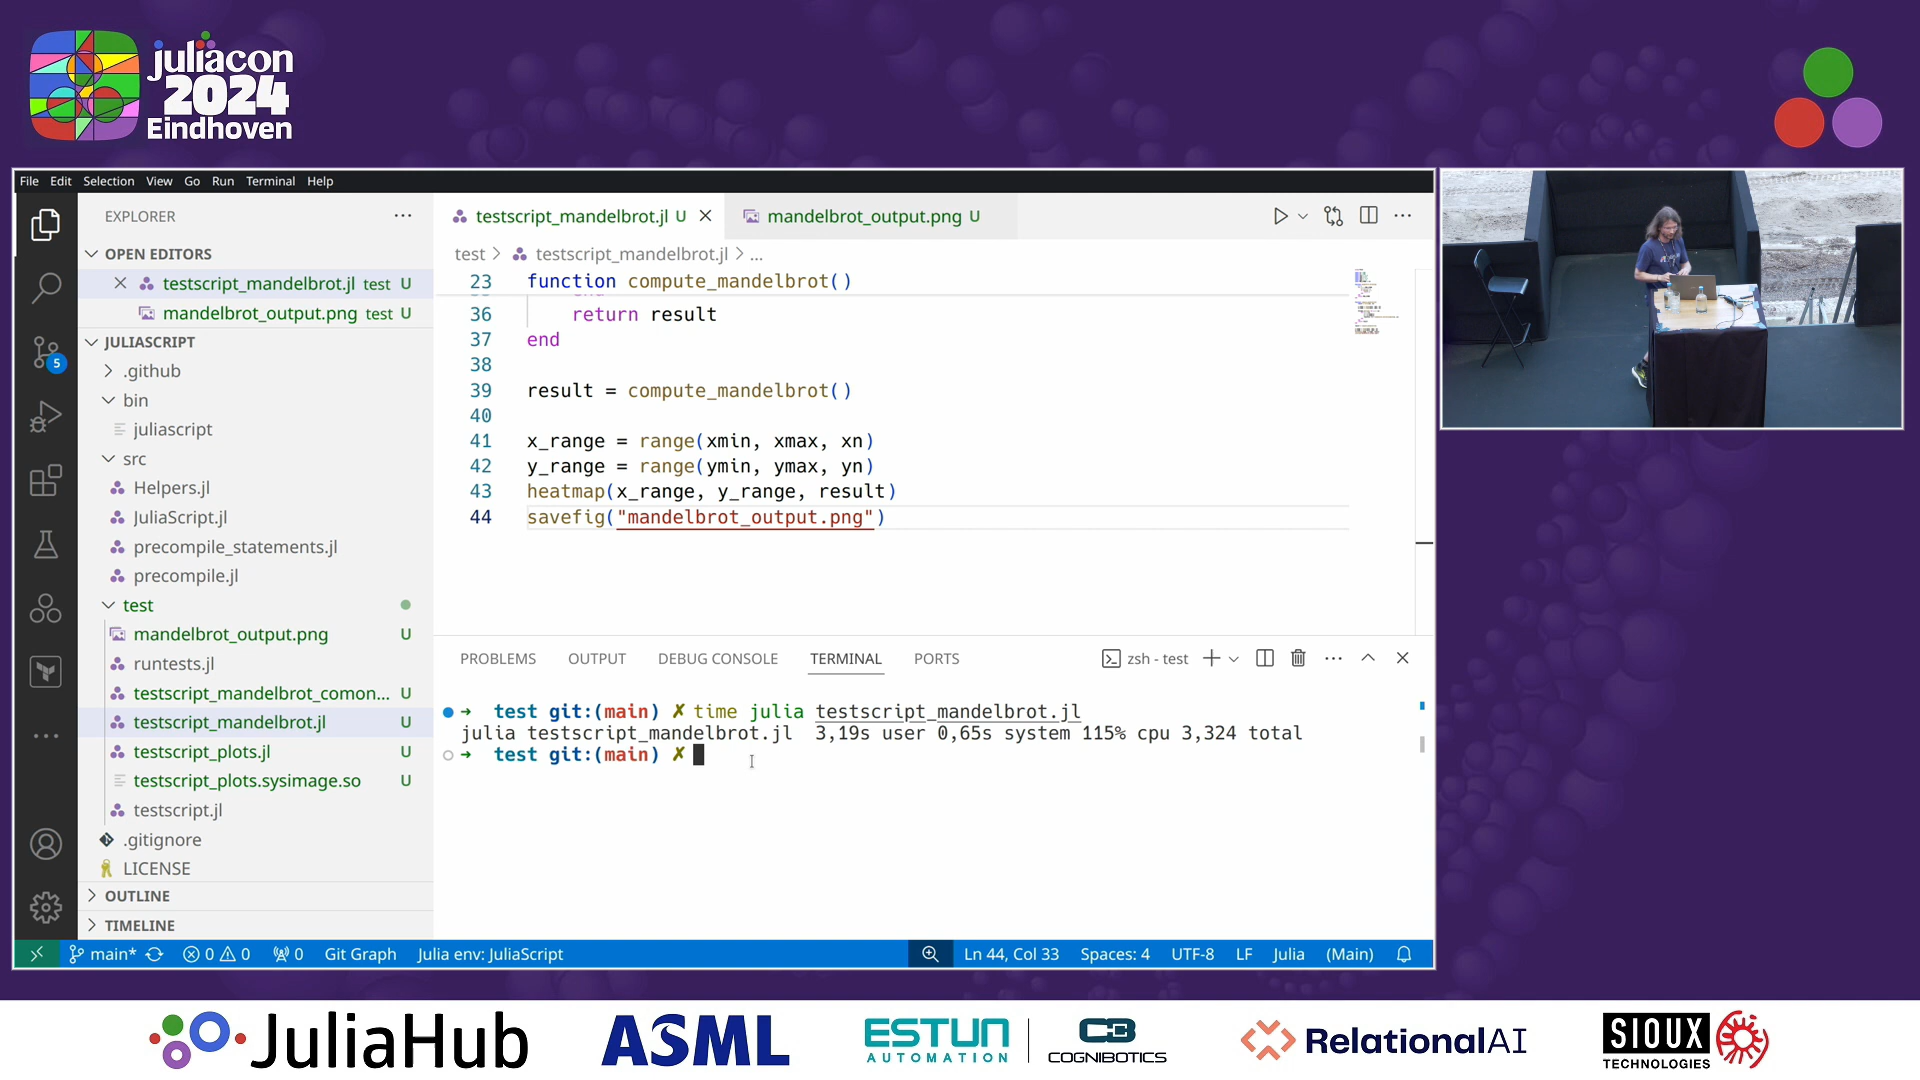 juliacon
2024
Eindhoven
File Edit Selection View Go Run Terminal Help
EXPLORER
OPEN EDITORS
testscript_mandelbrot.jl test U
mandelbrot_output.png test U
JULIASCRIPT
.github
bin
juliascript
src
Helpers.jl
JuliaScript.jl
precompile_statements.jl
precompile.jl
test
mandelbrot_output.png U
runtests.jl
testscript_mandelbrot_comon... U
testscript_mandelbrot.jl U
testscript_plots.jl U
testscript_plots.sysimage.so U
testscript.jl
.gitignore
LICENSE
OUTLINE
TIMELINE
5
testscript_mandelbrot.jl U
mandelbrot_output.png U
test > testscript_mandelbrot.jl > ...
23 function compute_mandelbrot()
36 return result
37 end
38
39 result = compute_mandelbrot()
40
41 x_range = range(xmin, xmax, xn)
42 y_range = range(ymin, ymax, yn)
43 heatmap(x_range, y_range, result)
44 savefig("mandelbrot_output.png")
PROBLEMS OUTPUT DEBUG CONSOLE TERMINAL PORTS
zsh - test
➜ test git:(main) ✗ time julia testscript_mandelbrot.jl
julia testscript_mandelbrot.jl 3,19s user 0,65s system 115% cpu 3,324 total
➜ test git:(main) ✗
main* 0 0 0 Git Graph Julia env: JuliaScript
Ln 44, Col 33 Spaces: 4 UTF-8 LF Julia (Main)
JuliaHub
ASML
ESTUN
AUTOMATION
COGNIBOTICS
RelationalAI
SIOUX
TECHNOLOGIES